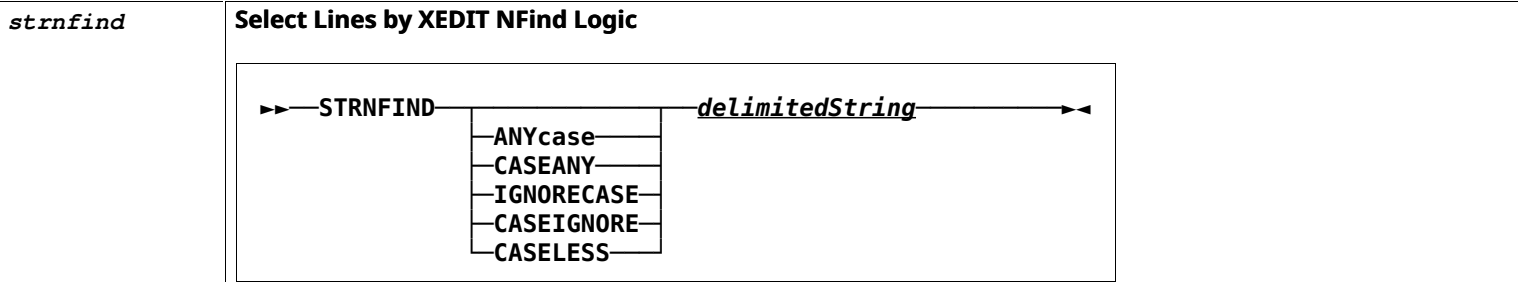 strnfind
Select Lines by XEDIT NFind Logic
►►──STRNFIND──┬────────────┬──delimitedString──────────►◄
├─ANYcase────┤
├─CASEANY────┤
├─IGNORECASE─┤
├─CASEIGNORE─┤
└─CASELESS───┘